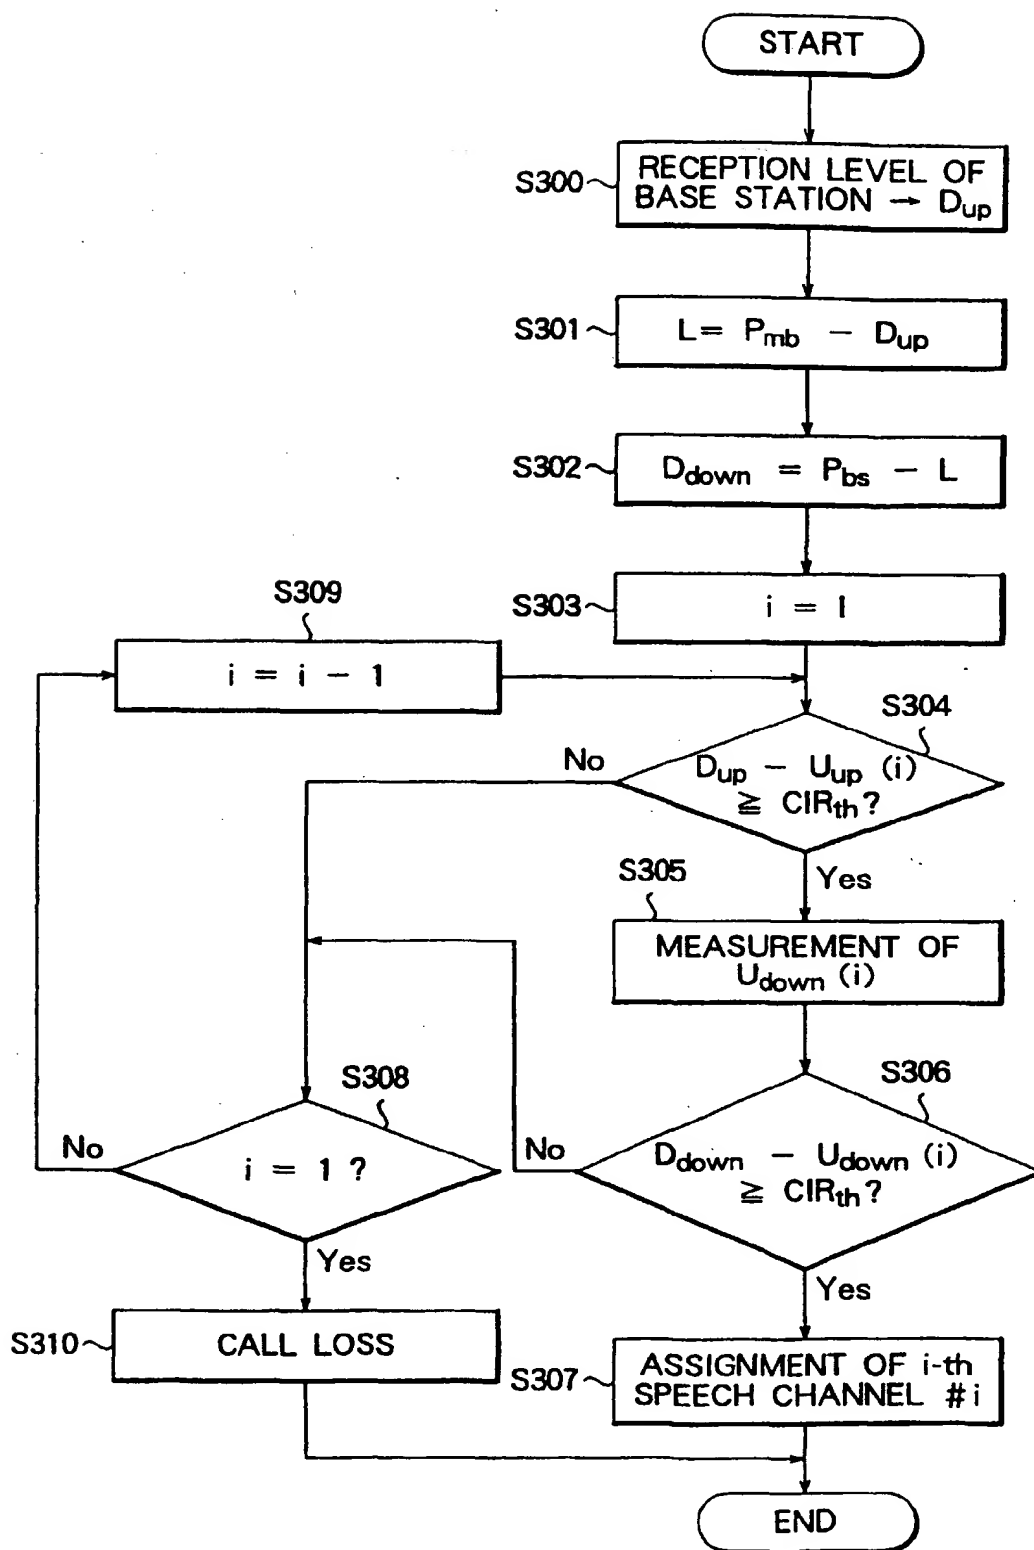 START
S300
RECEPTION LEVEL OF
BASE STATION → Dup
S301
L = Pmb − Dup
S302
Ddown = Pbs − L
S303
i = I
S309
i = i − 1
S304
Dup − Uup (i)
≧ CIRth?
No
Yes
S305
MEASUREMENT OF
Udown (i)
S306
Ddown − Udown (i)
≧ CIRth?
No
Yes
S308
i = 1 ?
No
Yes
S310
CALL LOSS
S307
ASSIGNMENT OF i-th
SPEECH CHANNEL #i
END